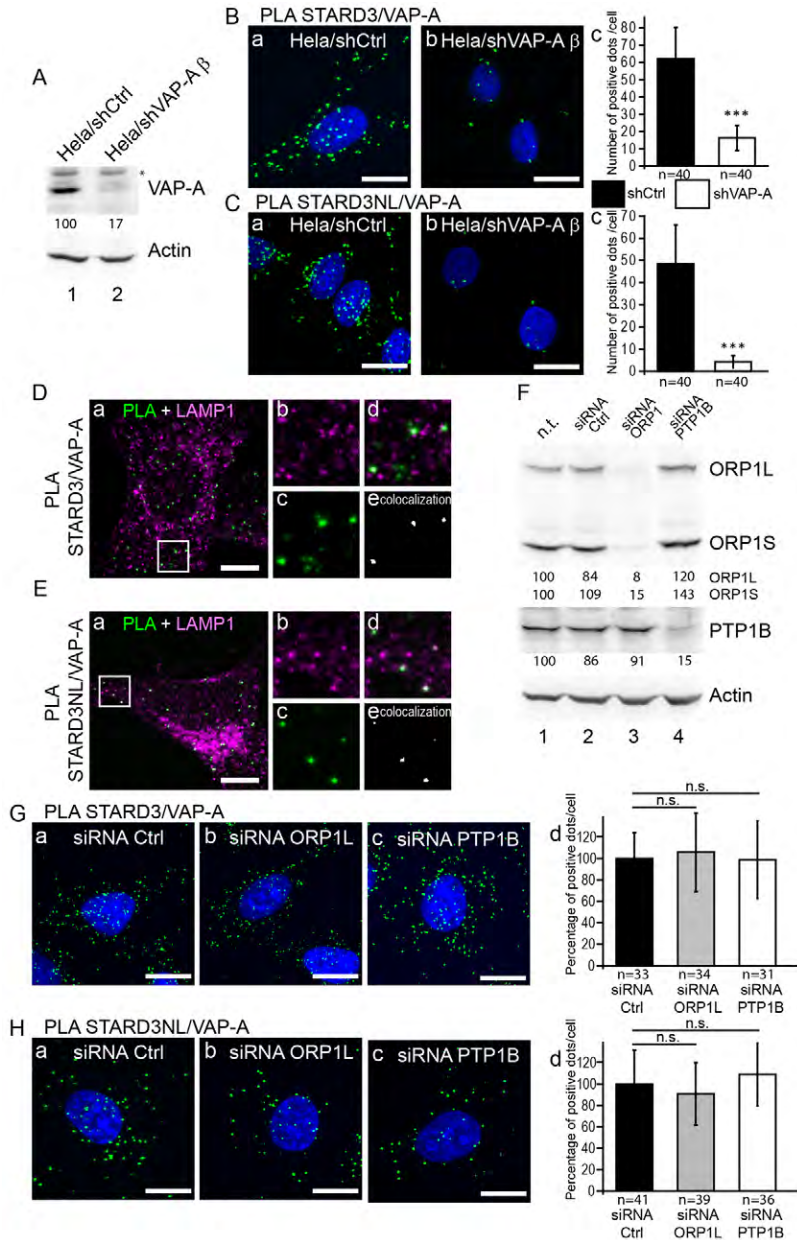 A
Hela/shCtrl
Hela/shVAP-A β
*
VAP-A
100 17
Actin
1 2
B PLA STARD3/VAP-A
a Hela/shCtrl
b Hela/shVAP-A β
c
Number of positive dots /cell
80
70
60
50
40
30
20
10
0
***
n=40 n=40
shCtrl shVAP-A
C PLA STARD3NL/VAP-A
a Hela/shCtrl
b Hela/shVAP-A β
c
Number of positive dots /cell
70
60
50
40
30
20
10
0
***
n=40 n=40
D
PLA
STARD3/VAP-A
a PLA + LAMP1
b
d
c
e colocalization
E
PLA
STARD3NL/VAP-A
a PLA + LAMP1
b
d
c
e colocalization
F
n.t.
siRNA Ctrl
siRNA ORP1
siRNA PTP1B
ORP1L
ORP1S
100 84 8 120 ORP1L
100 109 15 143 ORP1S
PTP1B
100 86 91 15
Actin
1 2 3 4
G PLA STARD3/VAP-A
a siRNA Ctrl
b siRNA ORP1L
c siRNA PTP1B
d
Percentage of positive dots/cell
n.s.
n.s.
120
100
80
60
40
20
0
n=33 n=34 n=31
siRNA siRNA siRNA
Ctrl ORP1L PTP1B
H PLA STARD3NL/VAP-A
a siRNA Ctrl
b siRNA ORP1L
c siRNA PTP1B
d
Percentage of positive dots/cell
n.s.
n.s.
120
100
80
60
40
20
0
n=41 n=39 n=36
siRNA siRNA siRNA
Ctrl ORP1L PTP1B